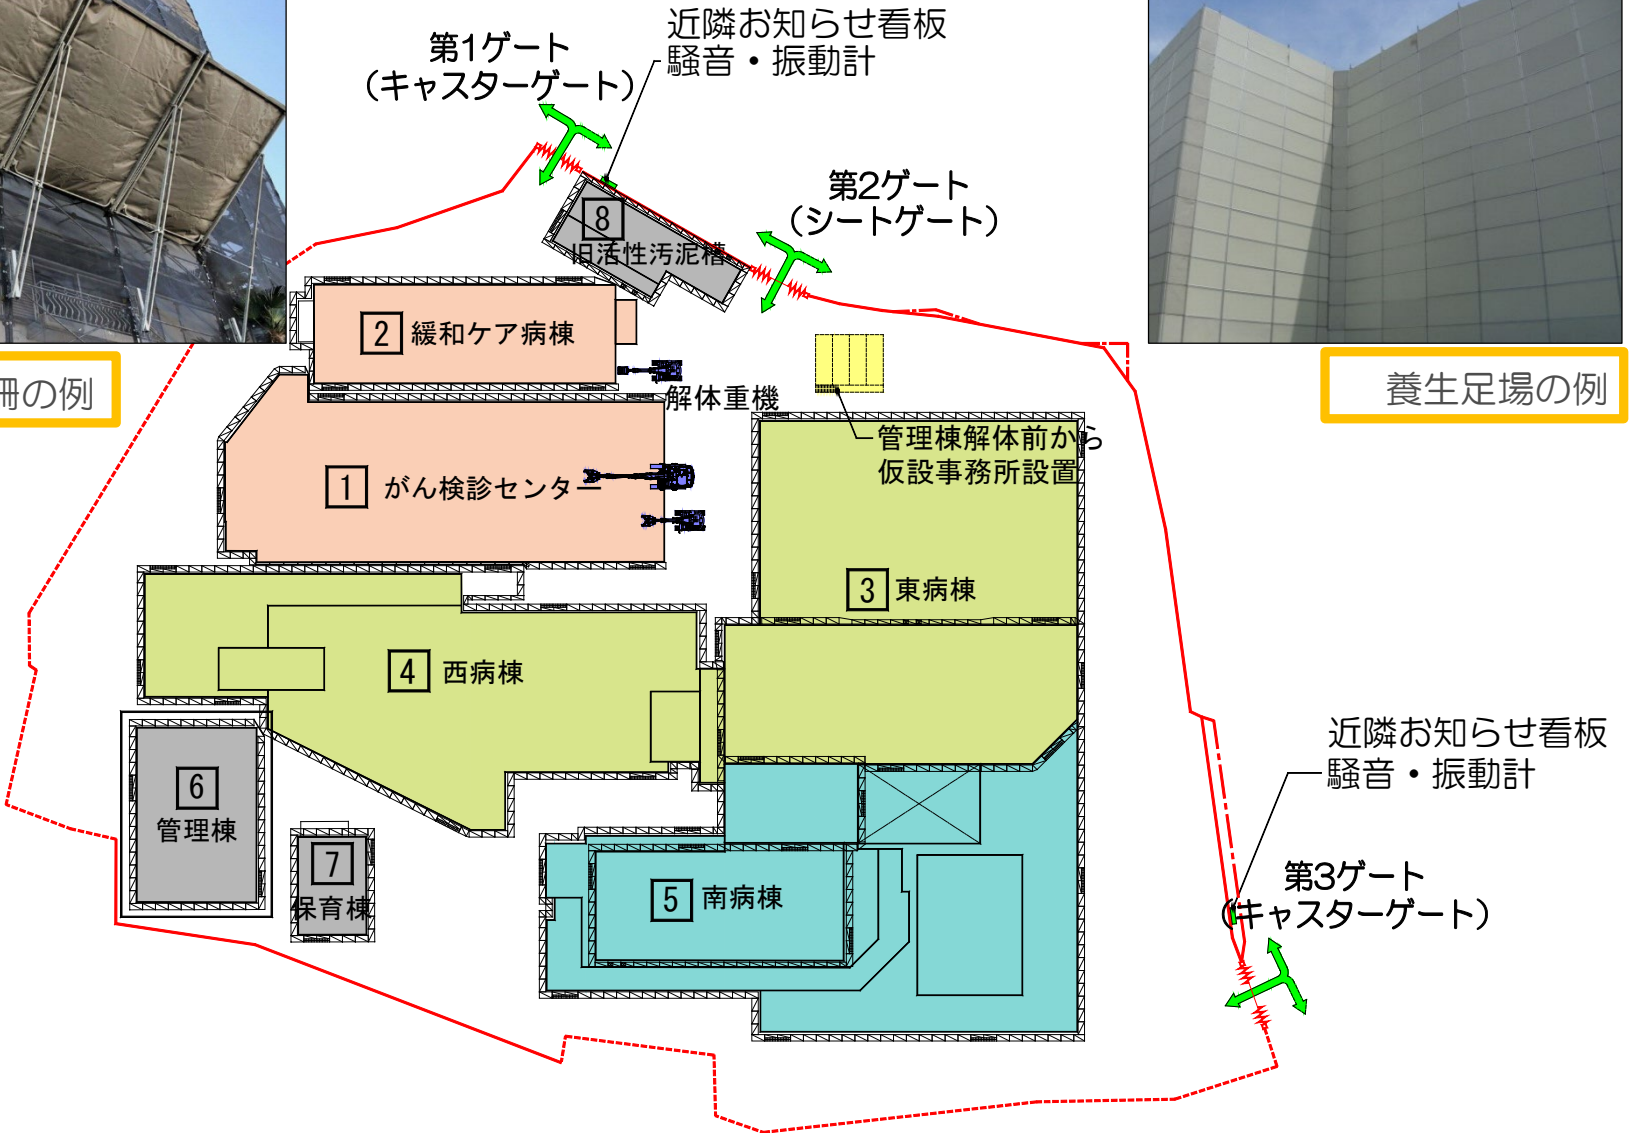 近隣お知らせ看板
騒音・振動計
第1ゲート
（キャスターゲート）
第2ゲート
（シートゲート）
8
旧活性汚泥槽
2 緩和ケア病棟
解体重機
の例
養生足場の例
管理棟解体前から
仮設事務所設置
1 がん検診センター
3 東病棟
4 西病棟
近隣お知らせ看板
騒音・振動計
6
管理棟
7
保育棟
5 南病棟
第3ゲート
（キャスターゲート）